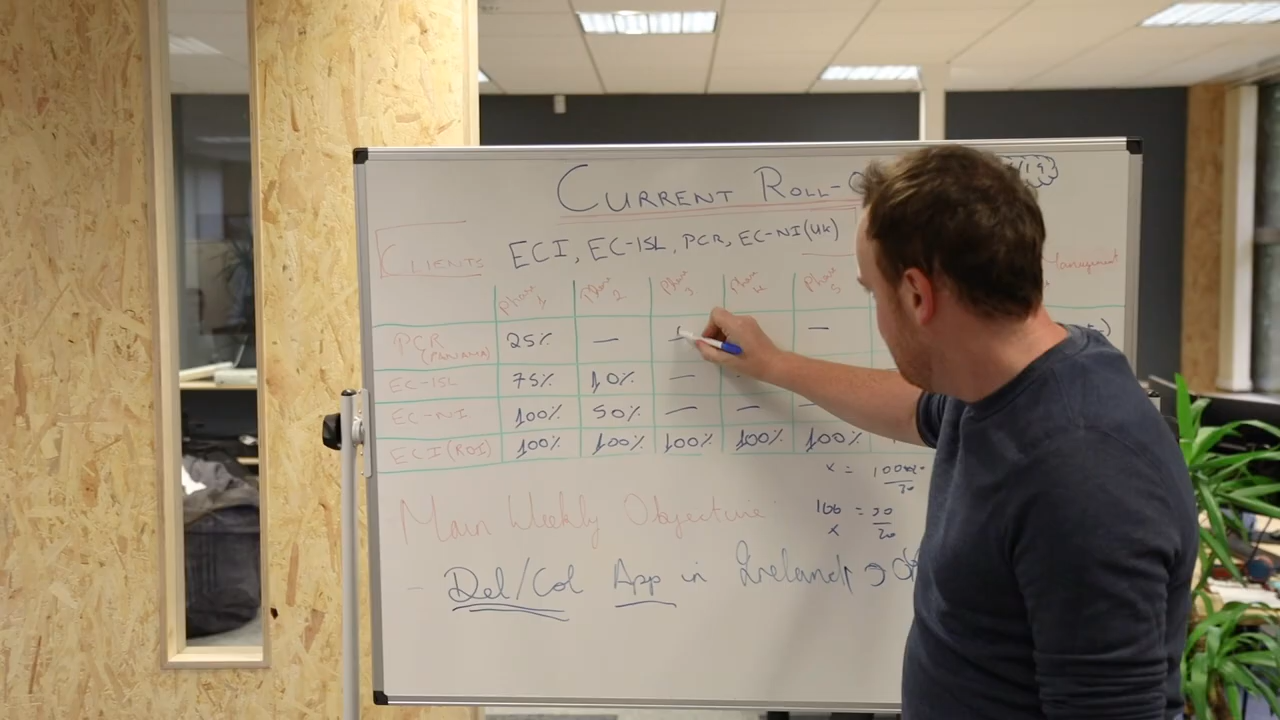 CURRENT ROLL-O
CLIENTS ECI, EC-ISL, PCR, EC-NI(UK)
Phase 1 Phase 2 Phase 3 Phase 4 Phase 5 Management
PCR (PANAMA) 25% — — —
EC-ISL 75% 10% —
EC-NI 100% 50% — — —
ECI (ROI) 100% 100% 100% 100% 100%
Main Weekly Objective
- Del/Col App in Ireland →